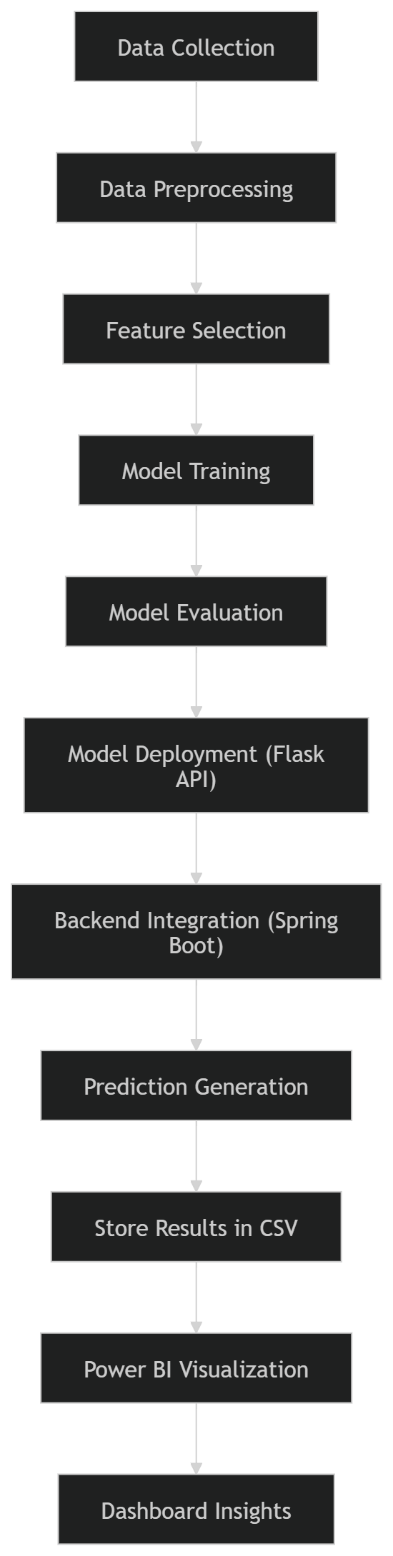 Data Collection
Data Preprocessing
Feature Selection
Model Training
Model Evaluation
Model Deployment (Flask
API)
Backend Integration (Spring
Boot)
Prediction Generation
Store Results in CSV
Power BI Visualization
Dashboard Insights